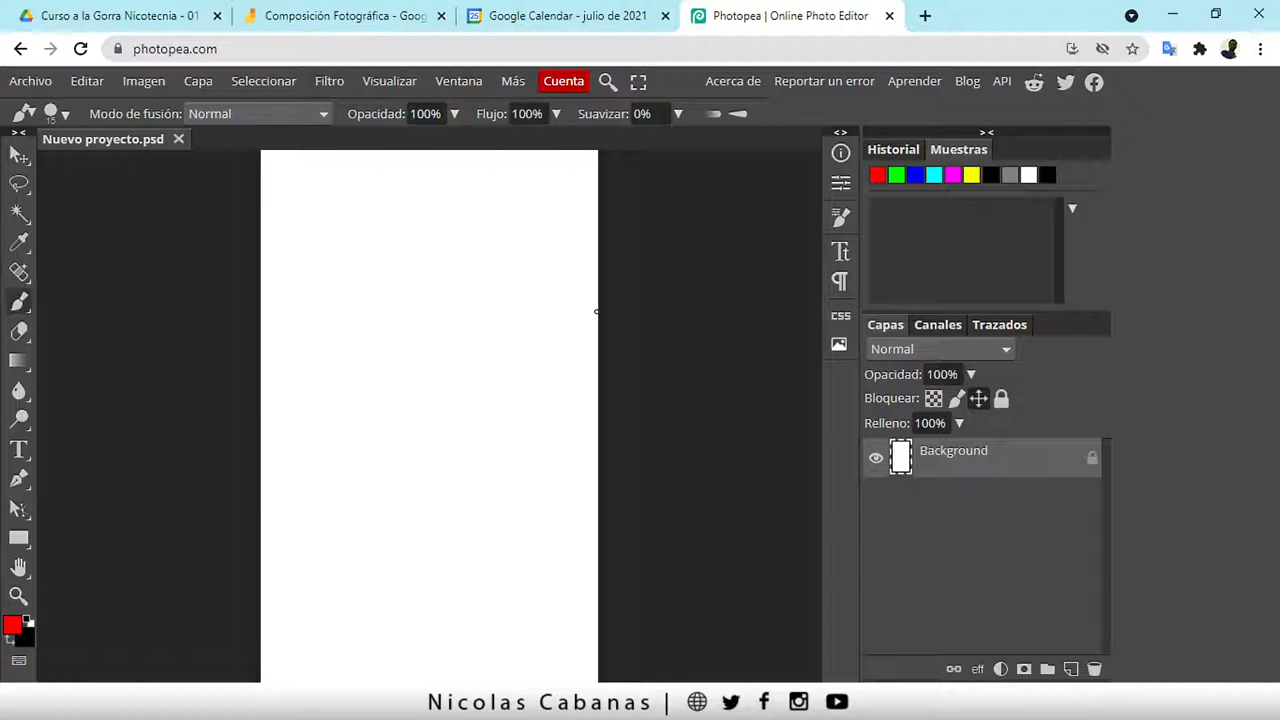 Curso a la Gorra Nicotecnia - 01
Composición Fotográfica - Goog
Google Calendar - julio de 2021
Photopea | Online Photo Editor
photopea.com
Archivo Editar Imagen Capa Seleccionar Filtro Visualizar Ventana Más Cuenta Acerca de Reportar un error Aprender Blog API
15 Modo de fusión: Normal Opacidad: 100% Flujo: 100% Suavizar: 0%
Nuevo proyecto.psd
Historial Muestras
CSS
Capas Canales Trazados
Normal
Opacidad: 100%
Bloquear:
Relleno: 100%
Background
eff
Nicolas Cabanas |